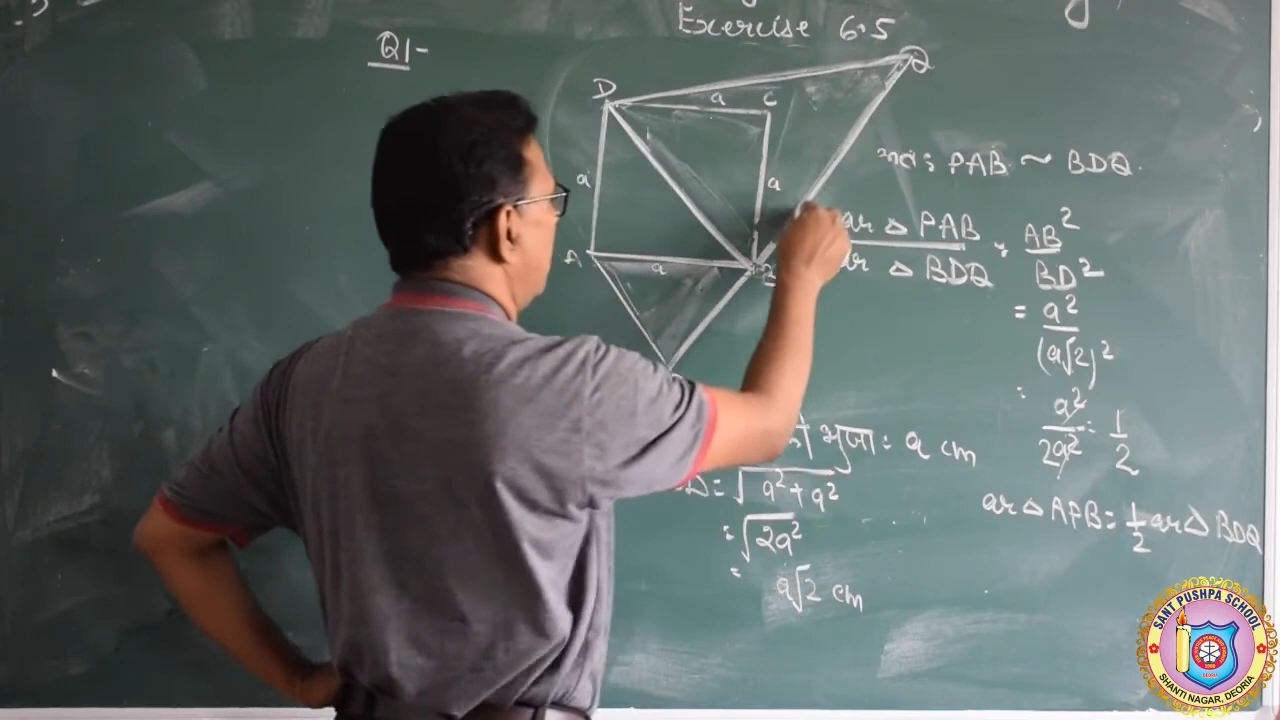 Exercise 6.5
Q1-
D
Q
a
C
a
a
A
a
B
अतः PAB ~ BDQ.
ar △ PAB = AB²
ar △ BDQ BD²
= a²
(a√2)²
= a² = 1
2a² 2
भुजा = a cm
D = √a²+a²
= √2a²
= a√2 cm
ar △ APB = 1/2 ar △ BDQ
SANT PUSHPA SCHOOL
SHANTI NAGAR, DEORIA